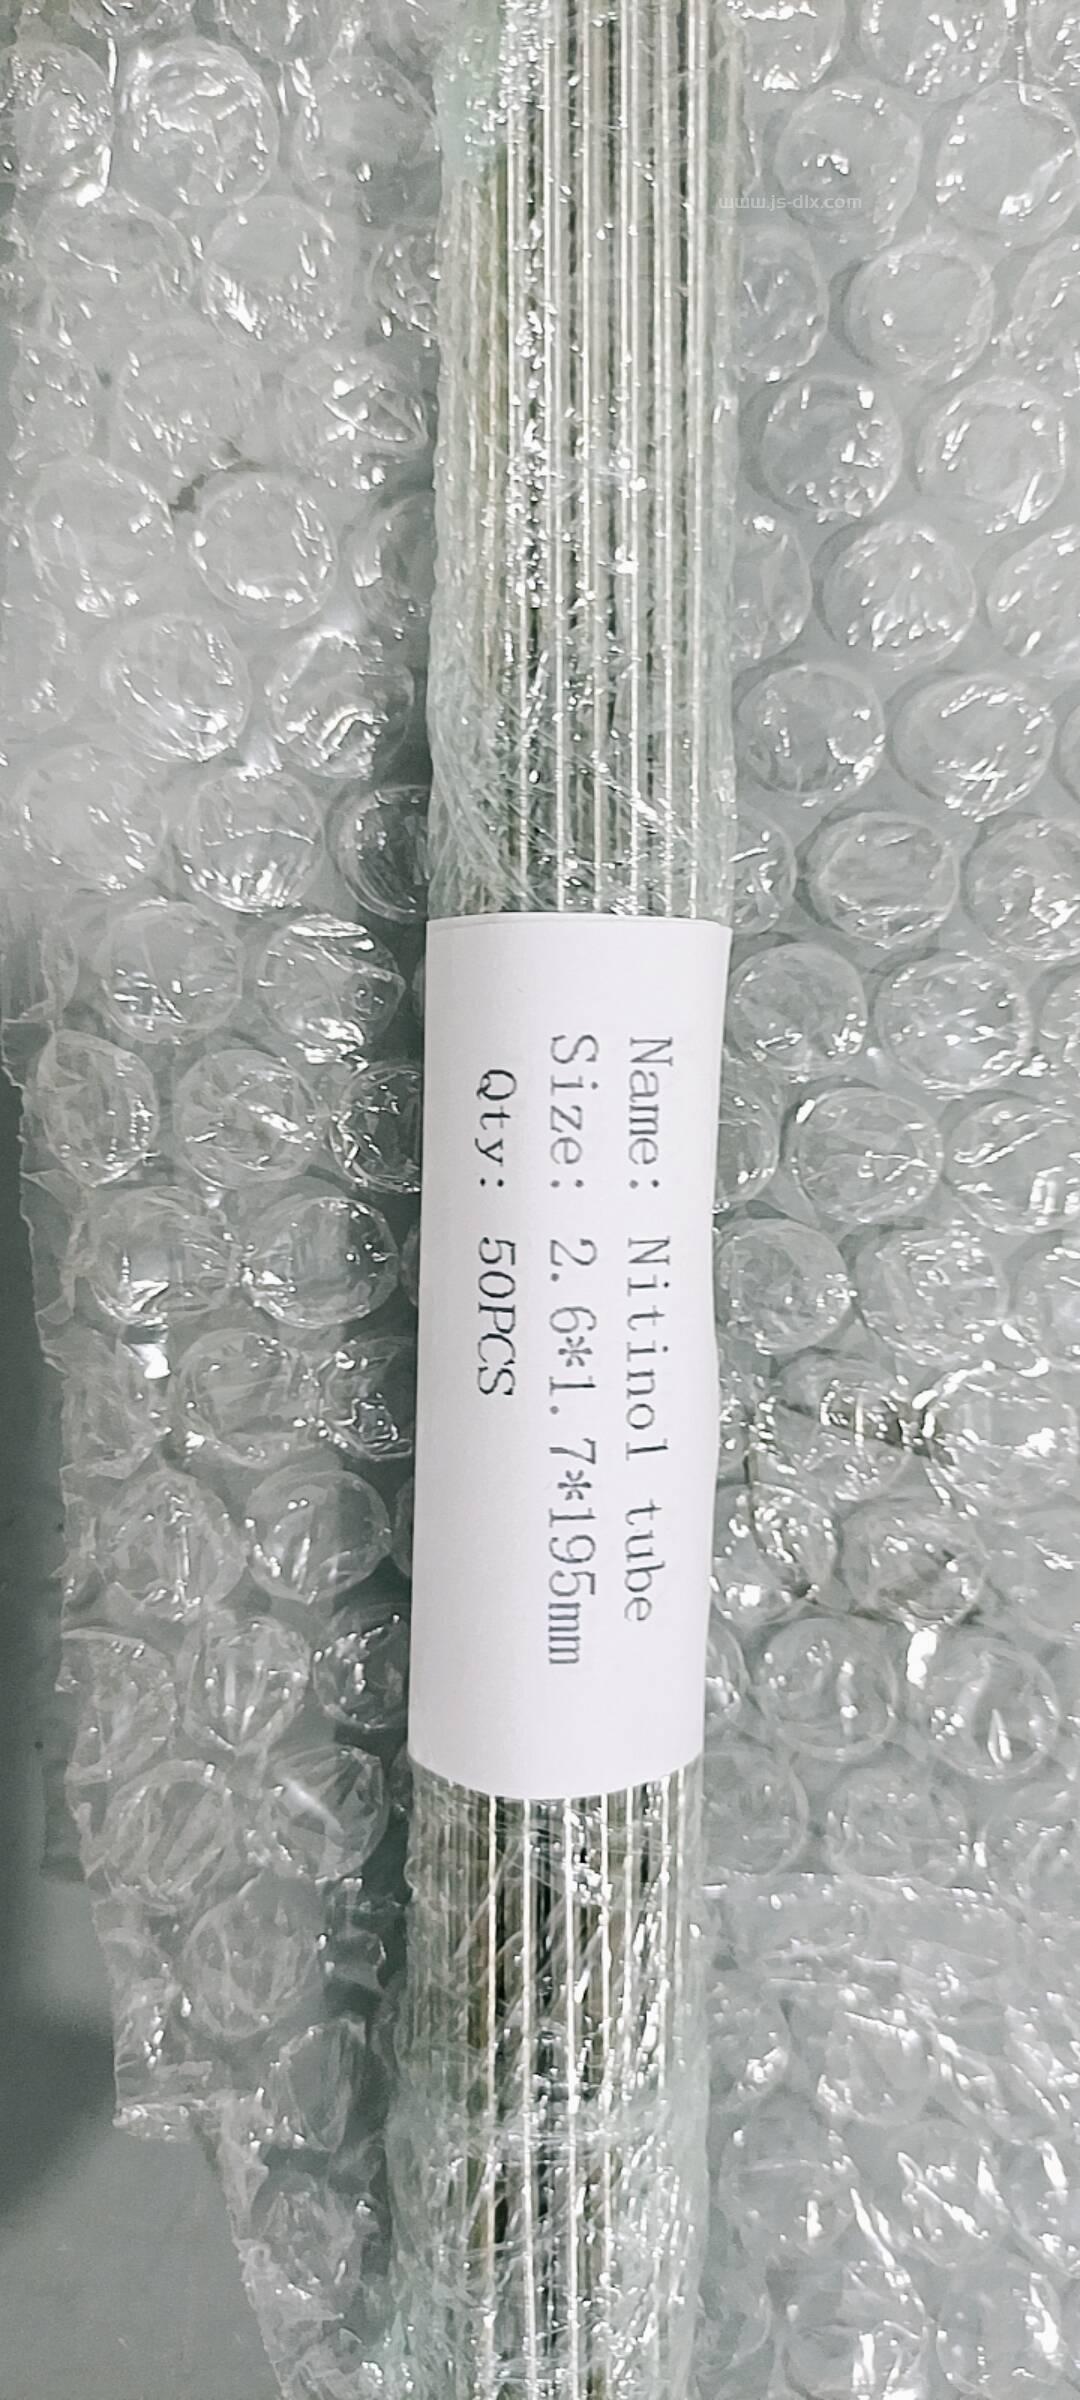 www.js-dlx.com
Name: Nitinol tube
Size: 2.6*1.7*195mm
Qty: 50PCS